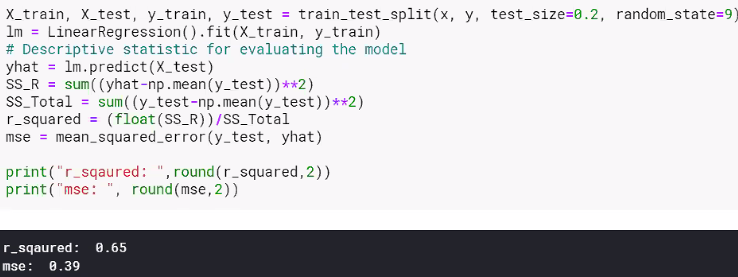 X_train, X_test, y_train, y_test = train_test_split(x, y, test_size=0.2, random_state=9)
lm = LinearRegression().fit(X_train, y_train)
# Descriptive statistic for evaluating the model
yhat = lm.predict(X_test)
SS_R = sum((yhat-np.mean(y_test))**2)
SS_Total = sum((y_test-np.mean(y_test))**2)
r_squared = (float(SS_R))/SS_Total
mse = mean_squared_error(y_test, yhat)
print("r_sqaured: ",round(r_squared,2))
print("mse: ", round(mse,2))
r_sqaured:  0.65
mse:  0.39